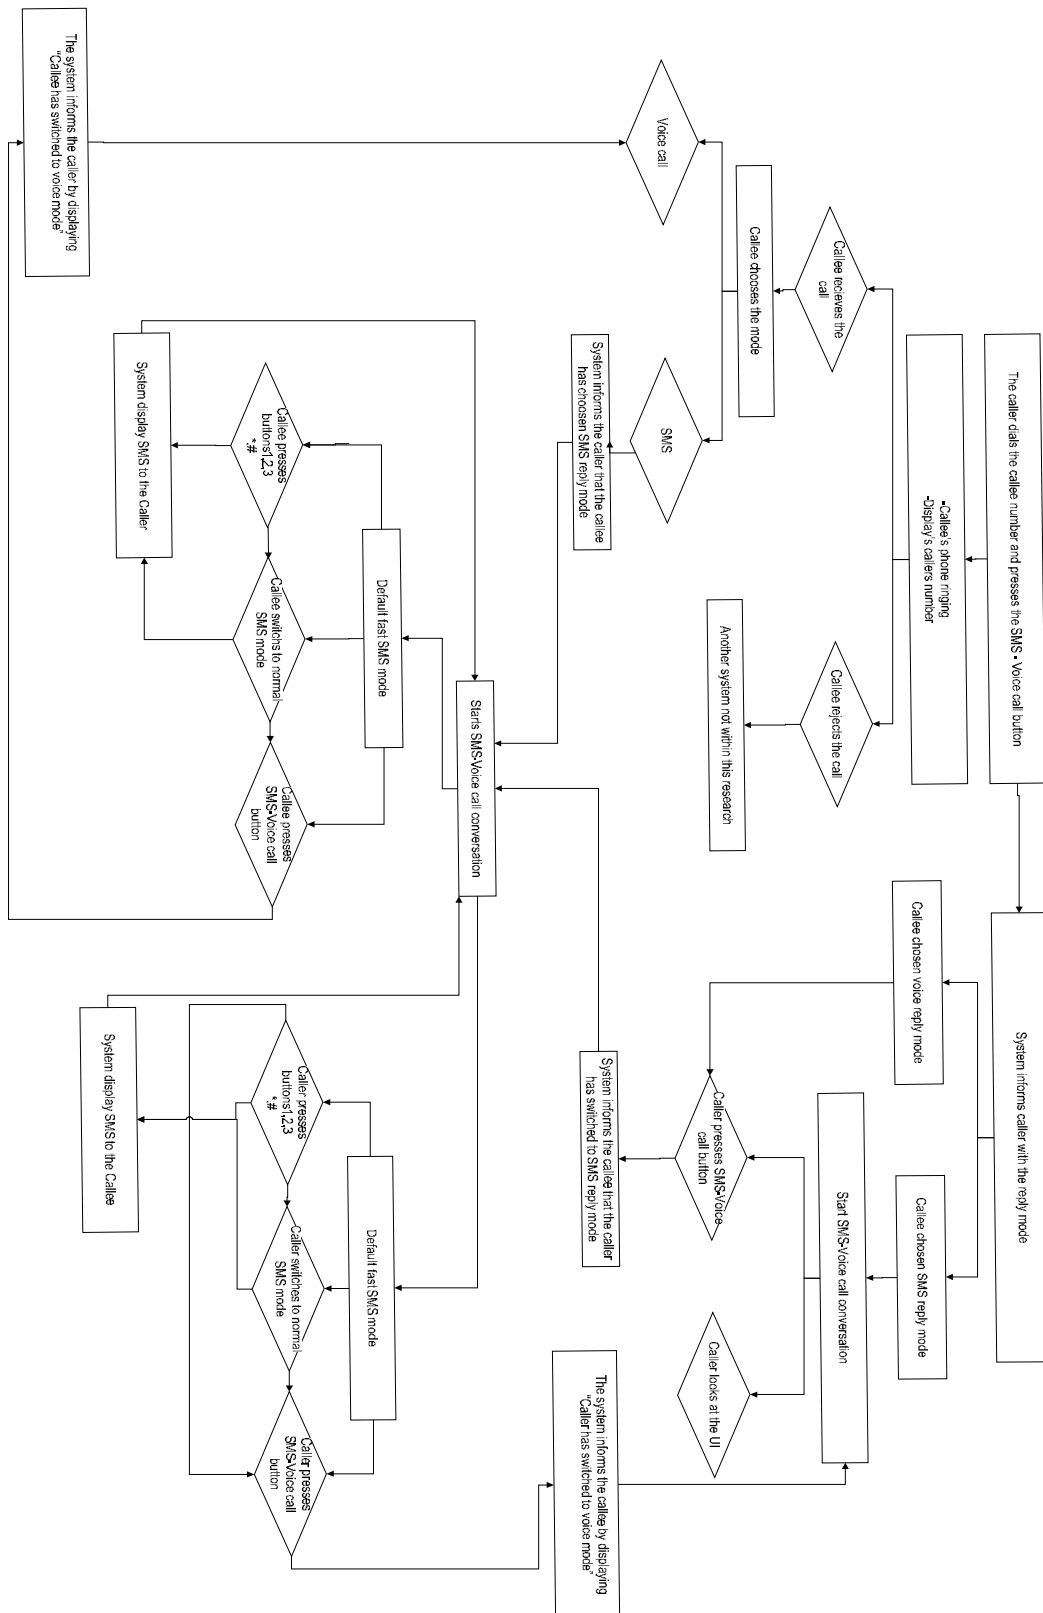 The caller dials the callee number and presses the SMS - Voice call button
-Callee's phone ringing
-Display's callers number
Callee recieves the
call
Callee rejects the call
Callee chooses the mode
Another system not within this research
Voice call
SMS
System informs the caller that the callee
has choosen SMS reply mode
The system informs the caller by displaying
"Callee has switched to voice mode"
System informs caller with the reply mode
Callee chosen voice reply mode
Callee chosen SMS reply mode
Start SMS-Voice call conversation
Caller presses SMS-Voice
call button
Caller looks at the UI
System informs the callee that the caller
has switched to SMS reply mode
The system informs the callee by displaying
"Caller has switched to voice mode"
Starts SMS-Voice call conversation
Default fast SMS mode
Callee presses
buttons1,2,3
*.#
Callee switchs to normal
SMS mode
Callee presses
SMS-Voice call
button
System display SMS to the Caller
Default fast SMS mode
Caller presses
buttons1,2,3
*.#
Caller switches to normal
SMS mode
Caller presses
SMS-Voice call
button
System display SMS to the Callee